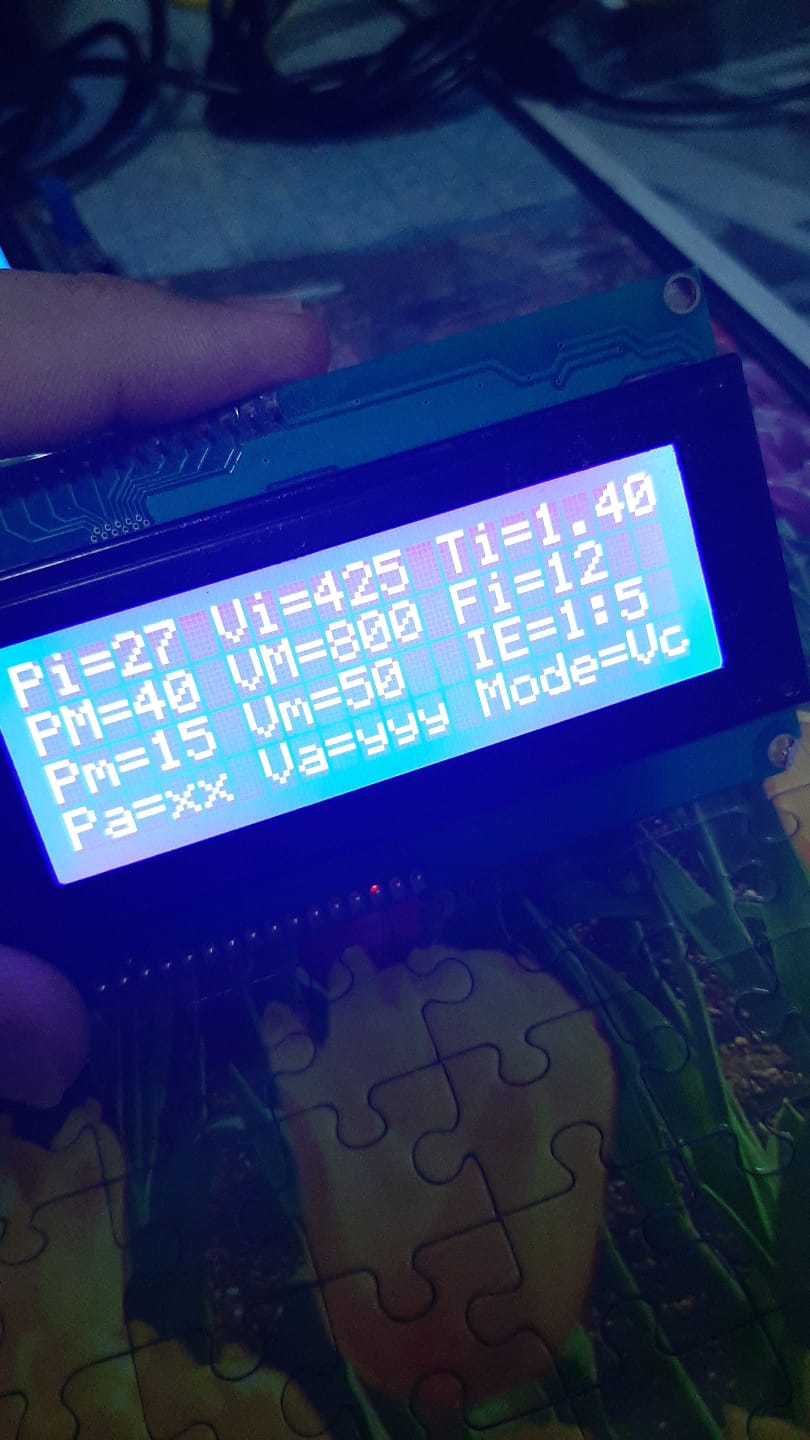 Pi=27 Vi=425 Ti=1.40
PM=40 VM=800 Fi=12
Pm=15 Vm=50 IE=1:5
Pa=xx Va=yyy Mode=Vc